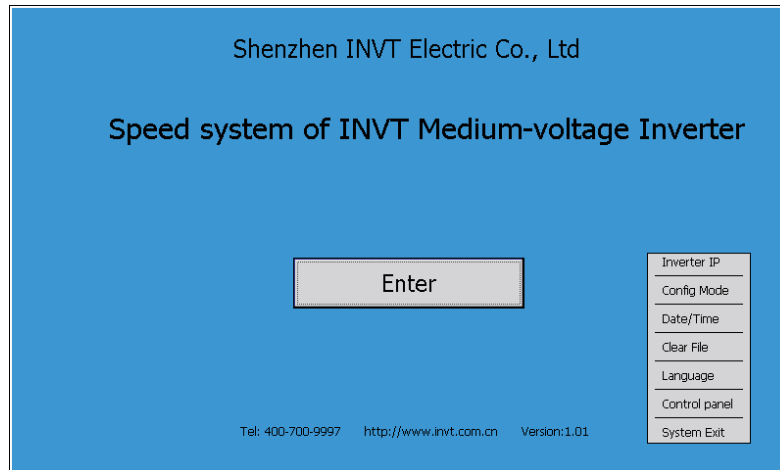 Shenzhen INVT Electric Co., Ltd
Speed system of INVT Medium-voltage Inverter
Enter
Inverter IP
Config Mode
Date/Time
Clear File
Language
Control panel
System Exit
Tel: 400-700-9997 http://www.invt.com.cn Version:1.01